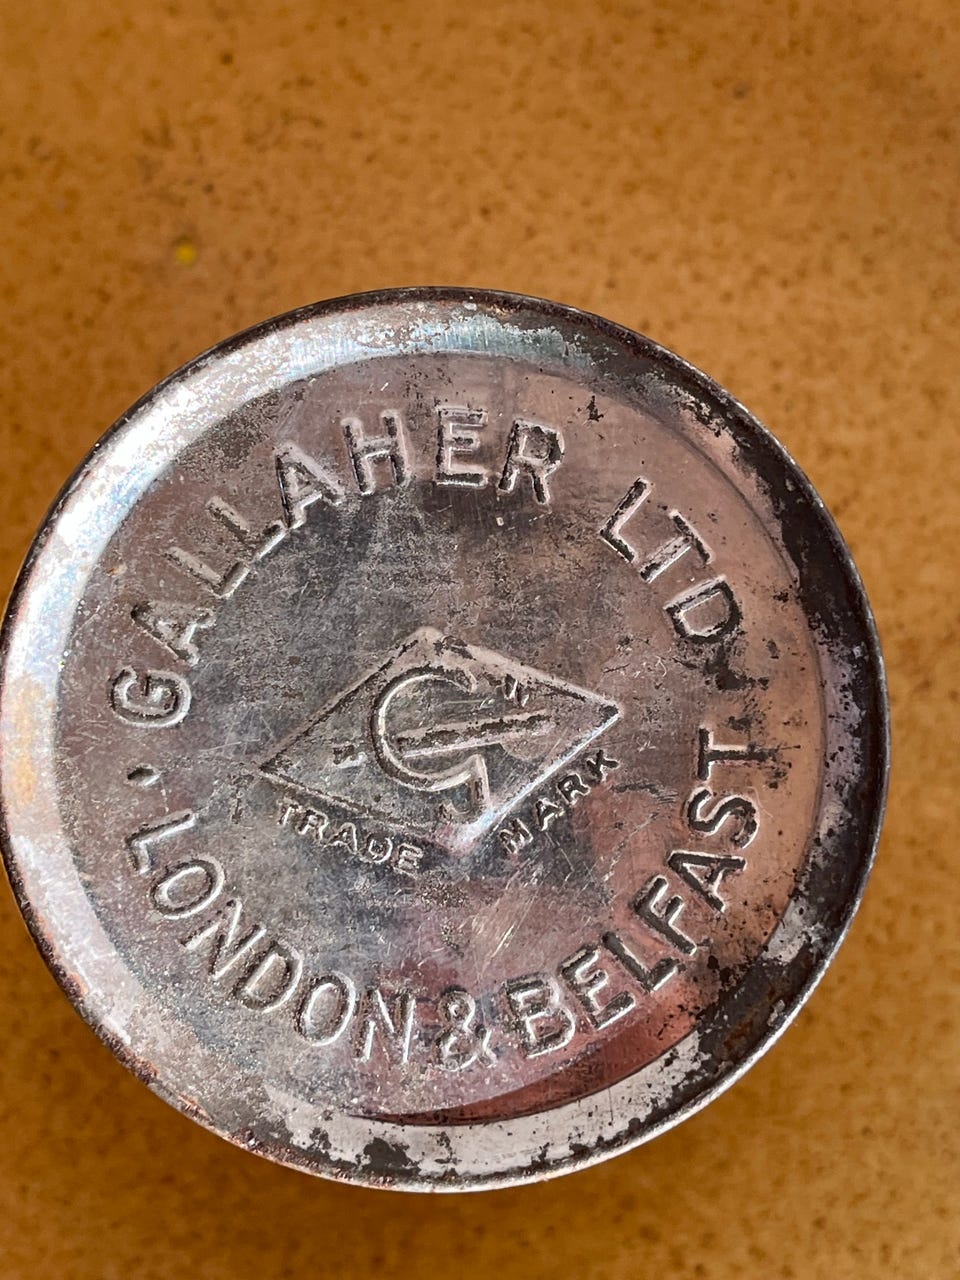 GALLAHER LTD
G
TRADE MARK
LONDON & BELFAST